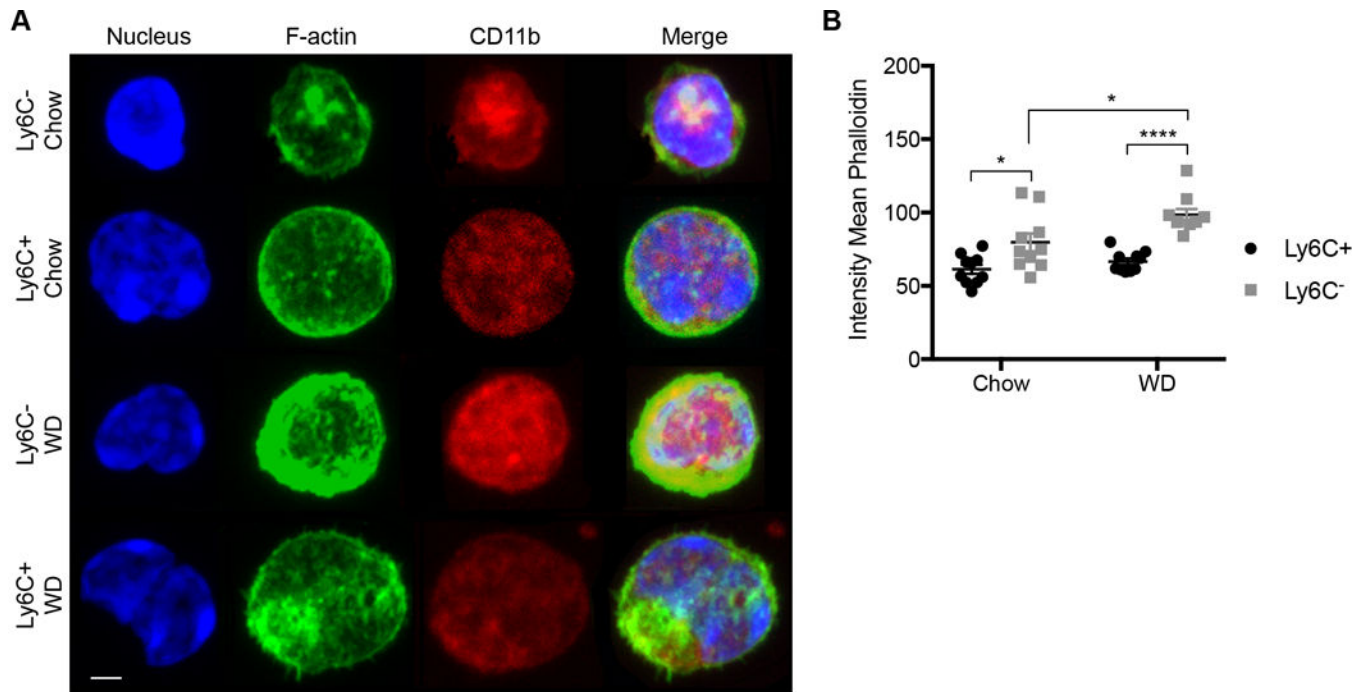 A
Nucleus F-actin CD11b Merge
Ly6C-
Chow
Ly6C+
Chow
Ly6C-
WD
Ly6C+
WD
B
Intensity Mean Phalloidin
200
150
100
50
0
*
*
****
Chow WD
Ly6C+
Ly6C⁻